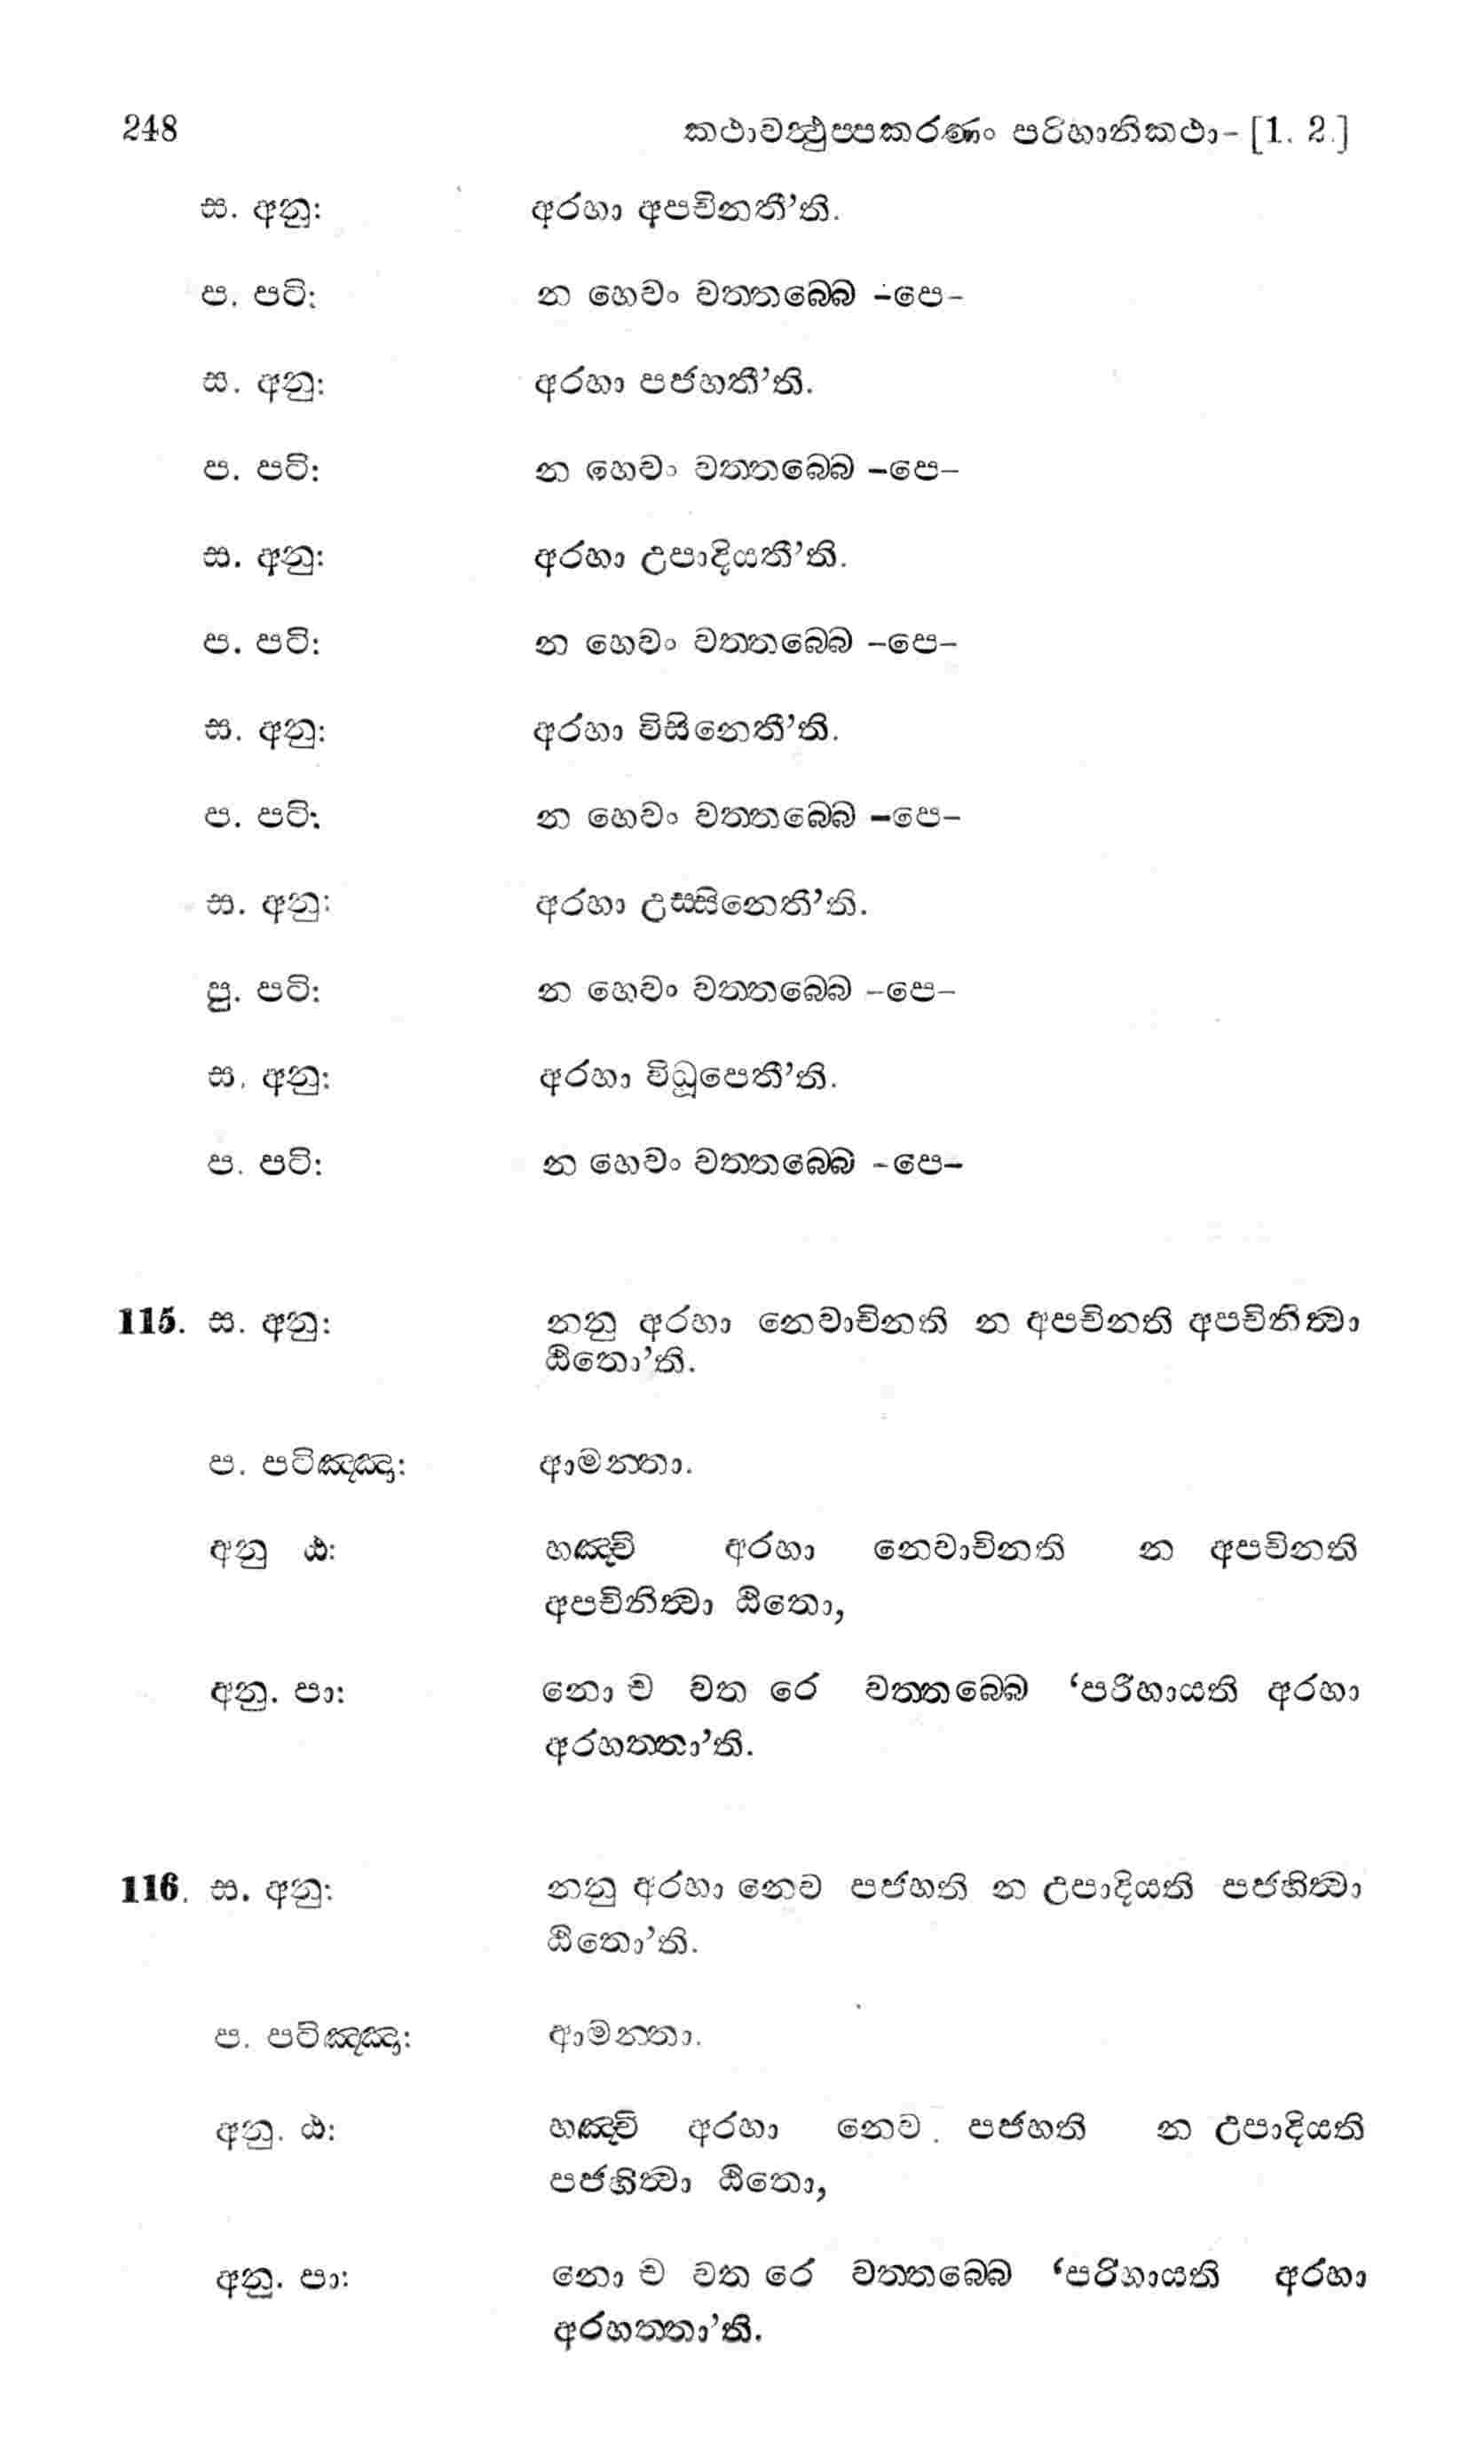 248 කථාවත්‍ථුප්‍පකරණං පරිහානිකථා- [1. 2.]
ස. අනු: අරහා අපචිනතී’ති.
ප. පටි: න හෙවං වත්‍තබ්‍බෙ -පෙ-
ස. අනු: අරහා පජහතී’ති.
ප. පටි: න හෙවං වත්‍තබ්‍බෙ -පෙ-
ස. අනු: අරහා උපාදියතී’ති.
ප. පටි: න හෙවං වත්‍තබ්‍බෙ -පෙ-
ස. අනු: අරහා විසිනෙතී’ති.
ප. පටි: න හෙවං වත්‍තබ්‍බෙ -පෙ-
ස. අනු: අරහා උස්‍සිනෙතී’ති.
පු. පටි: න හෙවං වත්‍තබ්‍බෙ -පෙ-
ස. අනු: අරහා විධූපෙතී’ති.
ප. පටි: න හෙවං වත්‍තබ්‍බෙ -පෙ-
115. ස. අනු: නනු අරහා නෙවාචිනති න අපචිනති අපචිනිත්‍වා
ඨිතො’ති.
ප. පටිඤ්‍ඤා: ආමන්‍තා.
අනු ඨ: හඤ්චි අරහා නෙවාචිනති න අපචිනති
අපචිනිත්‍වා ඨිතො,
අනු. පා: නො ච වත රෙ වත්‍තබ්‍බෙ ‘පරිහායති අරහා
අරහත්‍තා’ති.
116. ස. අනු: නනු අරහා නෙව පජහති න උපාදියති පජහිත්‍වා
ඨිතො’ති.
ප. පටිඤ්‍ඤා: ආමන්‍තා.
අනු. ඨ: හඤ්චි අරහා නෙව . පජහති න උපාදියති
පජහිත්‍වා ඨිතො,
අනු. පා: නො ච වත රෙ වත්‍තබ්‍බෙ ‘පරිහායති අරහා
අරහත්‍තා’ති.